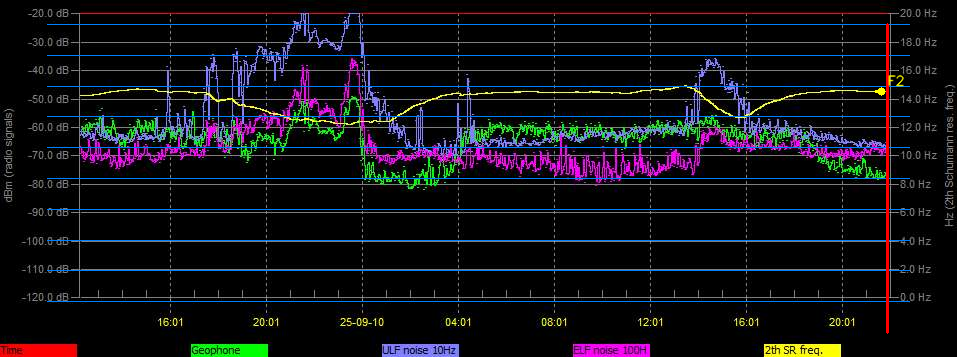 -20.0 dB 20.0 Hz
-30.0 dB 18.0 Hz
-40.0 dB 16.0 Hz
F2
-50.0 dB 14.0 Hz
-60.0 dB 12.0 Hz
-70.0 dB 10.0 Hz
-80.0 dB 8.0 Hz
-90.0 dB 6.0 Hz
-100.0 dB 4.0 Hz
-110.0 dB 2.0 Hz
-120.0 dB 0.0 Hz
dBm (radio signals)
Hz (2th Schumann res. freq.)
16:01 20:01 25-09-10 04:01 08:01 12:01 16:01 20:01
Time Geophone ULF noise 10Hz ELF noise 100H 2th SR freq.